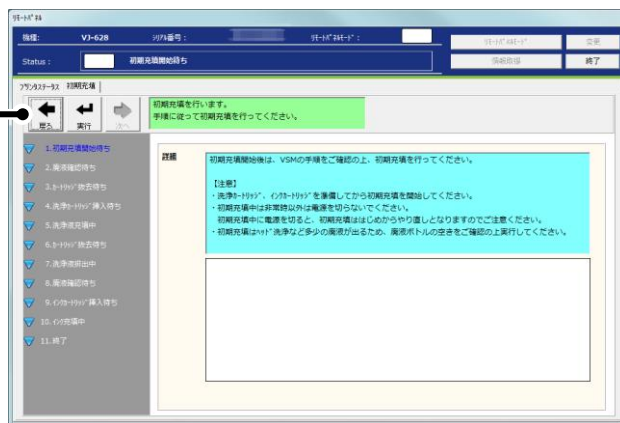 リモートパネル
機種: VJ-628 シリアル番号: リモートパネルモード:
リモートパネルモード 変更
Status: 初期充填開始待ち
情報取得 終了
プリンタステータス 初期充填
戻る 実行 次へ
初期充填を行います。
手順に従って初期充填を行ってください。
1.初期充填開始待ち
2.廃液確認待ち
3.カートリッジ抜去待ち
4.洗浄カートリッジ挿入待ち
5.洗浄液充填中
6.カートリッジ抜去待ち
7.洗浄液排出中
8.廃液確認待ち
9.インクカートリッジ挿入待ち
10.インク充填中
11.終了
詳細
初期充填開始後は、VSMの手順をご確認の上、初期充填を行ってください。
【注意】
・洗浄カートリッジ、インクカートリッジを準備してから初期充填を開始してください。
・初期充填中は非常時以外は電源を切らないでください。
初期充填中に電源を切ると、初期充填ははじめからやり直しとなりますのでご注意ください。
・初期充填はヘッド洗浄など多少の廃液が出るため、廃液ボトルの空きをご確認の上実行してください。